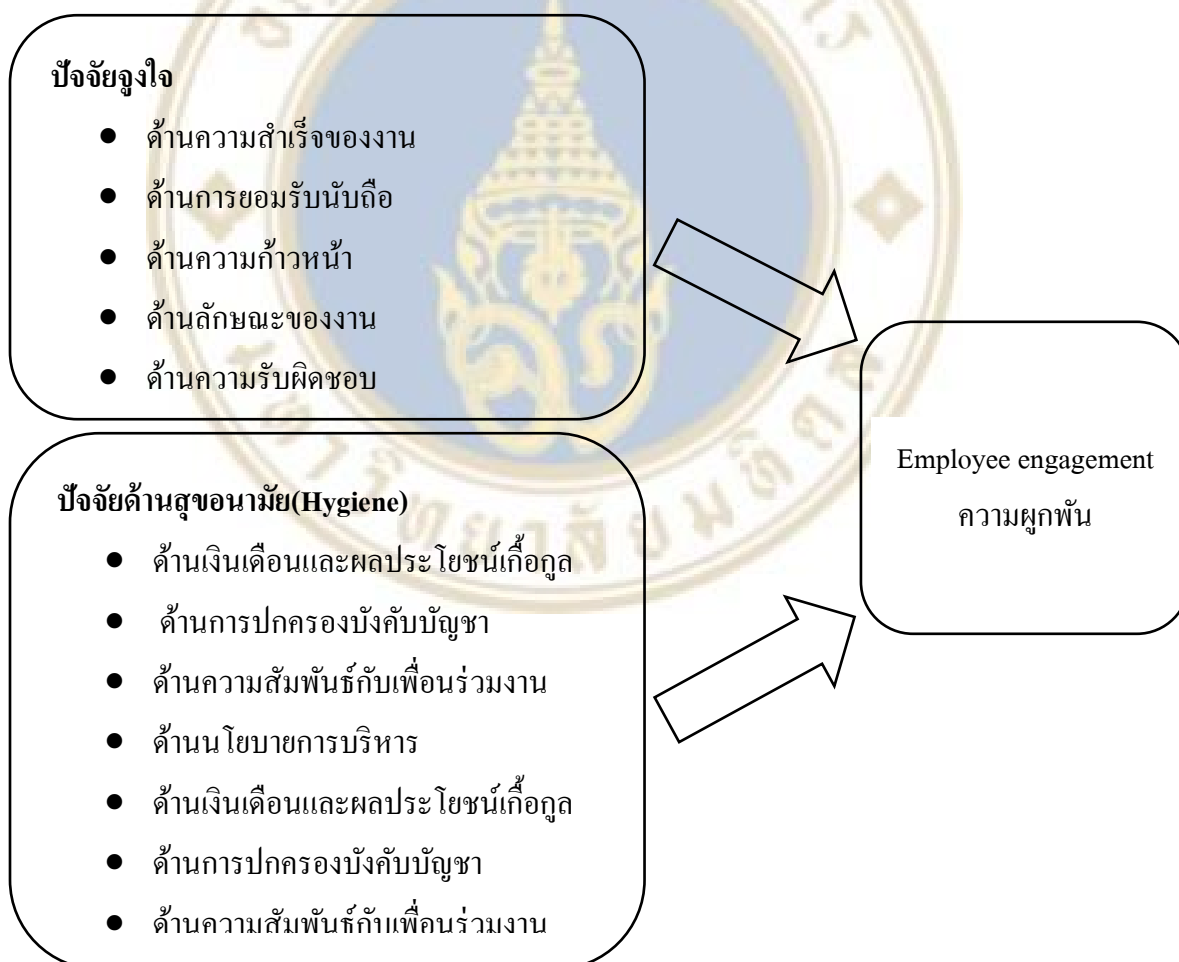 ปัจจัยจูงใจ
● ด้านความสำเร็จของงาน
● ด้านการยอมรับนับถือ
● ด้านความก้าวหน้า
● ด้านลักษณะของงาน
● ด้านความรับผิดชอบ
ปัจจัยด้านสุขอนามัย(Hygiene)
● ด้านเงินเดือนและผลประโยชน์เกื้อกูล
● ด้านการปกครองบังคับบัญชา
● ด้านความสัมพันธ์กับเพื่อนร่วมงาน
● ด้านนโยบายการบริหาร
● ด้านเงินเดือนและผลประโยชน์เกื้อกูล
● ด้านการปกครองบังคับบัญชา
● ด้านความสัมพันธ์กับเพื่อนร่วมงาน
Employee engagement
ความผูกพัน